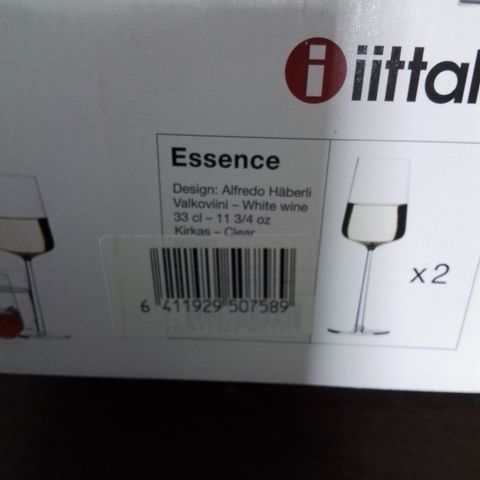 i iittal
Essence
Design: Alfredo Häberli
Valkoviini – White wine
33 cl – 11 3/4 oz
Kirkas – Clear
x2
6 411929 507589